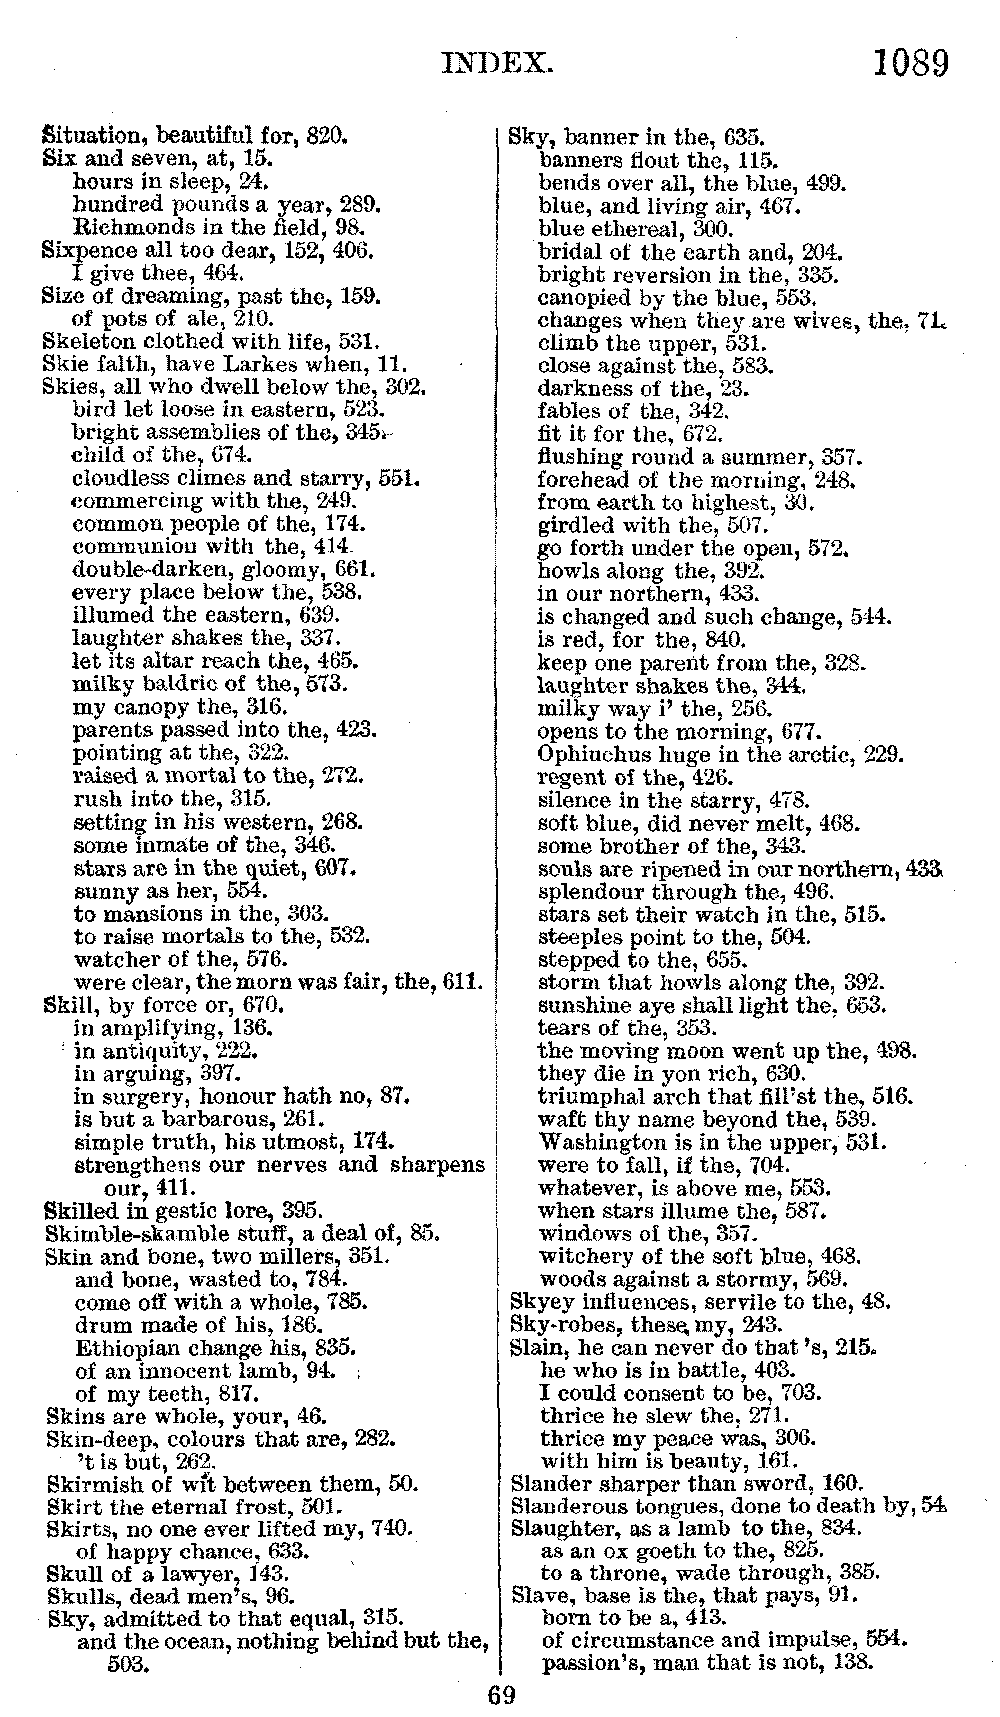 INDEX. 1089
Situation, beautiful for, 820.
Six and seven, at, 15.
hours in sleep, 24.
hundred pounds a year, 289.
Richmonds in the field, 98.
Sixpence all too dear, 152, 406.
I give thee, 464.
Size of dreaming, past the, 159.
of pots of ale, 210.
Skeleton clothed with life, 531.
Skie falth, have Larkes when, 11.
Skies, all who dwell below the, 302.
bird let loose in eastern, 523.
bright assemblies of the, 345.
child of the, 674.
cloudless climes and starry, 551.
commercing with the, 249.
common people of the, 174.
communion with the, 414.
double-darken, gloomy, 661.
every place below the, 538.
illumed the eastern, 639.
laughter shakes the, 337.
let its altar reach the, 465.
milky baldric of the, 573.
my canopy the, 316.
parents passed into the, 423.
pointing at the, 322.
raised a mortal to the, 272.
rush into the, 315.
setting in his western, 268.
some inmate of the, 346.
stars are in the quiet, 607.
sunny as her, 554.
to mansions in the, 303.
to raise mortals to the, 532.
watcher of the, 576.
were clear, the morn was fair, the, 611.
Skill, by force or, 670.
in amplifying, 136.
in antiquity, 222.
in arguing, 397.
in surgery, honour hath no, 87.
is but a barbarous, 261.
simple truth, his utmost, 174.
strengthens our nerves and sharpens
our, 411.
Skilled in gestic lore, 395.
Skimble-skamble stuff, a deal of, 85.
Skin and bone, two millers, 351.
and bone, wasted to, 784.
come off with a whole, 785.
drum made of his, 186.
Ethiopian change his, 835.
of an innocent lamb, 94.
of my teeth, 817.
Skins are whole, your, 46.
Skin-deep, colours that are, 282.
't is but, 262.
Skirmish of wit between them, 50.
Skirt the eternal frost, 501.
Skirts, no one ever lifted my, 740.
of happy chance, 633.
Skull of a lawyer, 143.
Skulls, dead men's, 96.
Sky, admitted to that equal, 315.
and the ocean, nothing behind but the,
503.
Sky, banner in the, 635.
banners flout the, 115.
bends over all, the blue, 499.
blue, and living air, 467.
blue ethereal, 300.
bridal of the earth and, 204.
bright reversion in the, 335.
canopied by the blue, 553.
changes when they are wives, the, 71.
climb the upper, 531.
close against the, 583.
darkness of the, 23.
fables of the, 342.
fit it for the, 672.
flushing round a summer, 357.
forehead of the morning, 248.
from earth to highest, 30.
girdled with the, 507.
go forth under the open, 572.
howls along the, 392.
in our northern, 433.
is changed and such change, 544.
is red, for the, 840.
keep one parent from the, 328.
laughter shakes the, 344.
milky way i' the, 256.
opens to the morning, 677.
Ophiuchus huge in the arctic, 229.
regent of the, 426.
silence in the starry, 478.
soft blue, did never melt, 468.
some brother of the, 343.
souls are ripened in our northern, 433.
splendour through the, 496.
stars set their watch in the, 515.
steeples point to the, 504.
stepped to the, 655.
storm that howls along the, 392.
sunshine aye shall light the, 653.
tears of the, 353.
the moving moon went up the, 498.
they die in yon rich, 630.
triumphal arch that fill'st the, 516.
waft thy name beyond the, 539.
Washington is in the upper, 531.
were to fall, if the, 704.
whatever, is above me, 553.
when stars illume the, 587.
windows of the, 357.
witchery of the soft blue, 468.
woods against a stormy, 569.
Skyey influences, servile to the, 48.
Sky-robes, these my, 243.
Slain, he can never do that 's, 215.
he who is in battle, 403.
I could consent to be, 703.
thrice he slew the, 271.
thrice my peace was, 306.
with him is beauty, 161.
Slander sharper than sword, 160.
Slanderous tongues, done to death by, 54.
Slaughter, as a lamb to the, 834.
as an ox goeth to the, 825.
to a throne, wade through, 385.
Slave, base is the, that pays, 91.
born to be a, 413.
of circumstance and impulse, 554.
passion's, man that is not, 138.
69